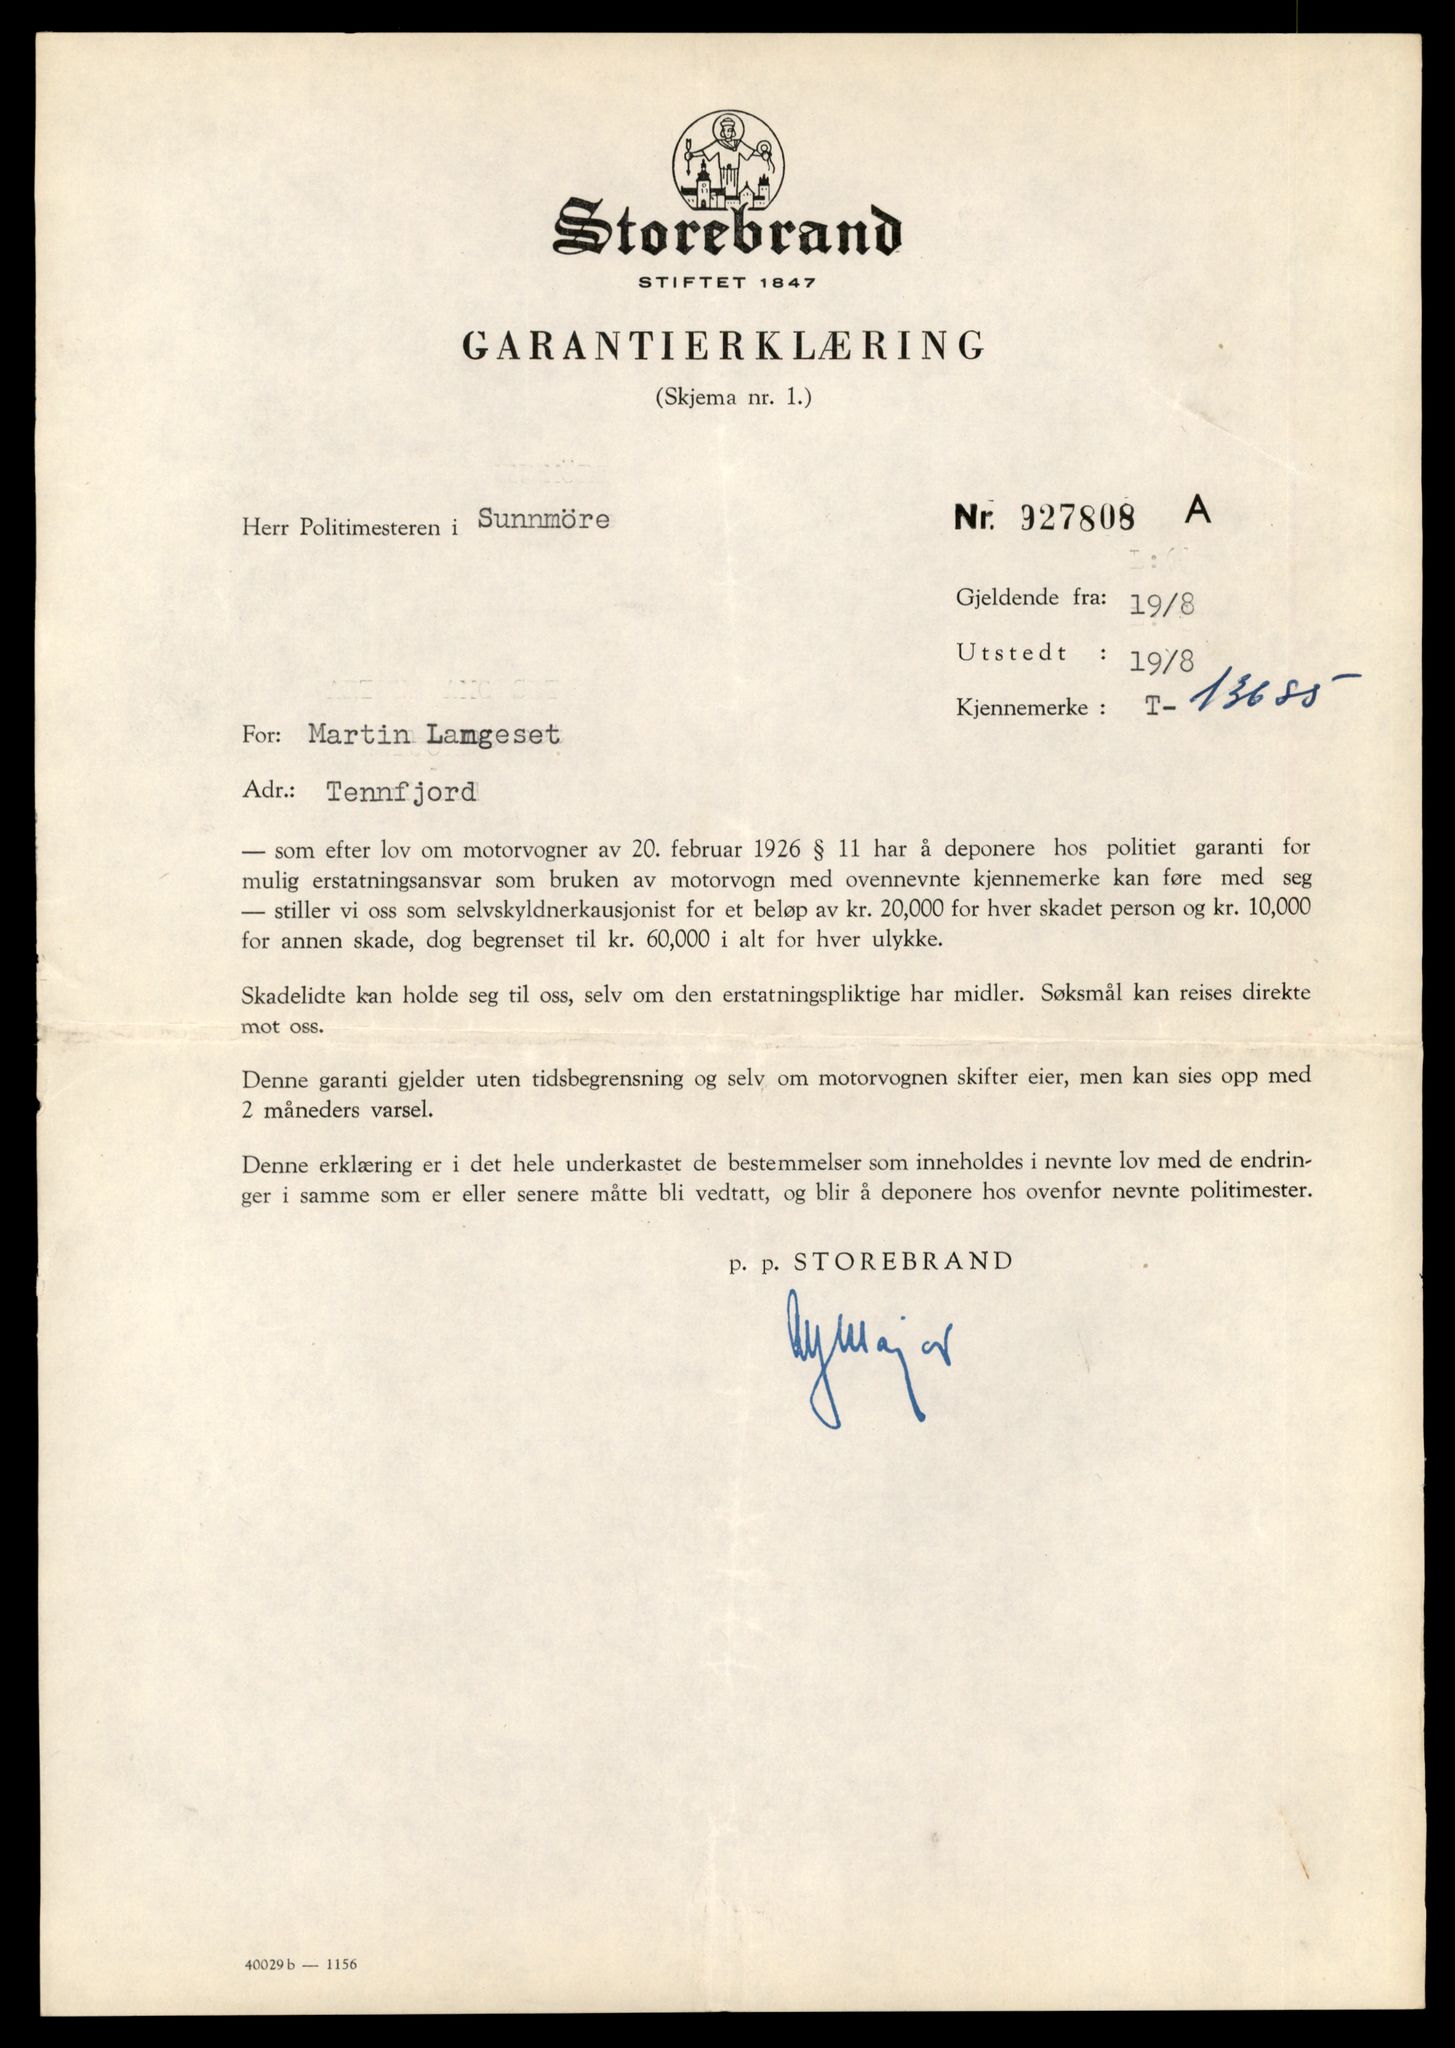 Storebrand
STIFTET 1847
GARANTIERKLÆRING
(Skjema nr. 1.)
Herr Politimesteren i Sunnmöre
Nr. 927808 A
Gjeldende fra: 19/8
Utstedt : 19/8
Kjennemerke : T- 13685
For: Martin Langeset
Adr.: Tennfjord
— som efter lov om motorvogner av 20. februar 1926 § 11 har å deponere hos politiet garanti for
mulig erstatningsansvar som bruken av motorvogn med ovennevnte kjennemerke kan føre med seg
— stiller vi oss som selvskyldnerkausjonist for et beløp av kr. 20,000 for hver skadet person og kr. 10,000
for annen skade, dog begrenset til kr. 60,000 i alt for hver ulykke.
Skadelidte kan holde seg til oss, selv om den erstatningspliktige har midler. Søksmål kan reises direkte
mot oss.
Denne garanti gjelder uten tidsbegrensning og selv om motorvognen skifter eier, men kan sies opp med
2 måneders varsel.
Denne erklæring er i det hele underkastet de bestemmelser som inneholdes i nevnte lov med de endrin-
ger i samme som er eller senere måtte bli vedtatt, og blir å deponere hos ovenfor nevnte politimester.
p. p. STOREBRAND
40029 b — 1156